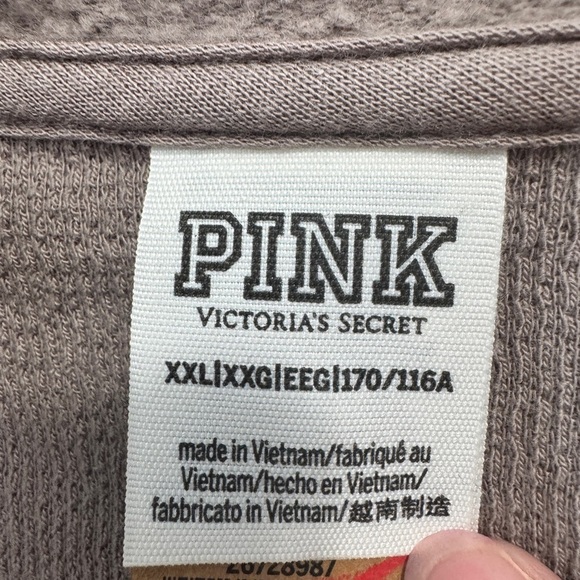 PINK
VICTORIA'S SECRET
XXL|XXG|EEG|170/116A
made in Vietnam/fabriqué au
Vietnam/hecho en Vietnam/
fabbricato in Vietnam/越南制造
26728987